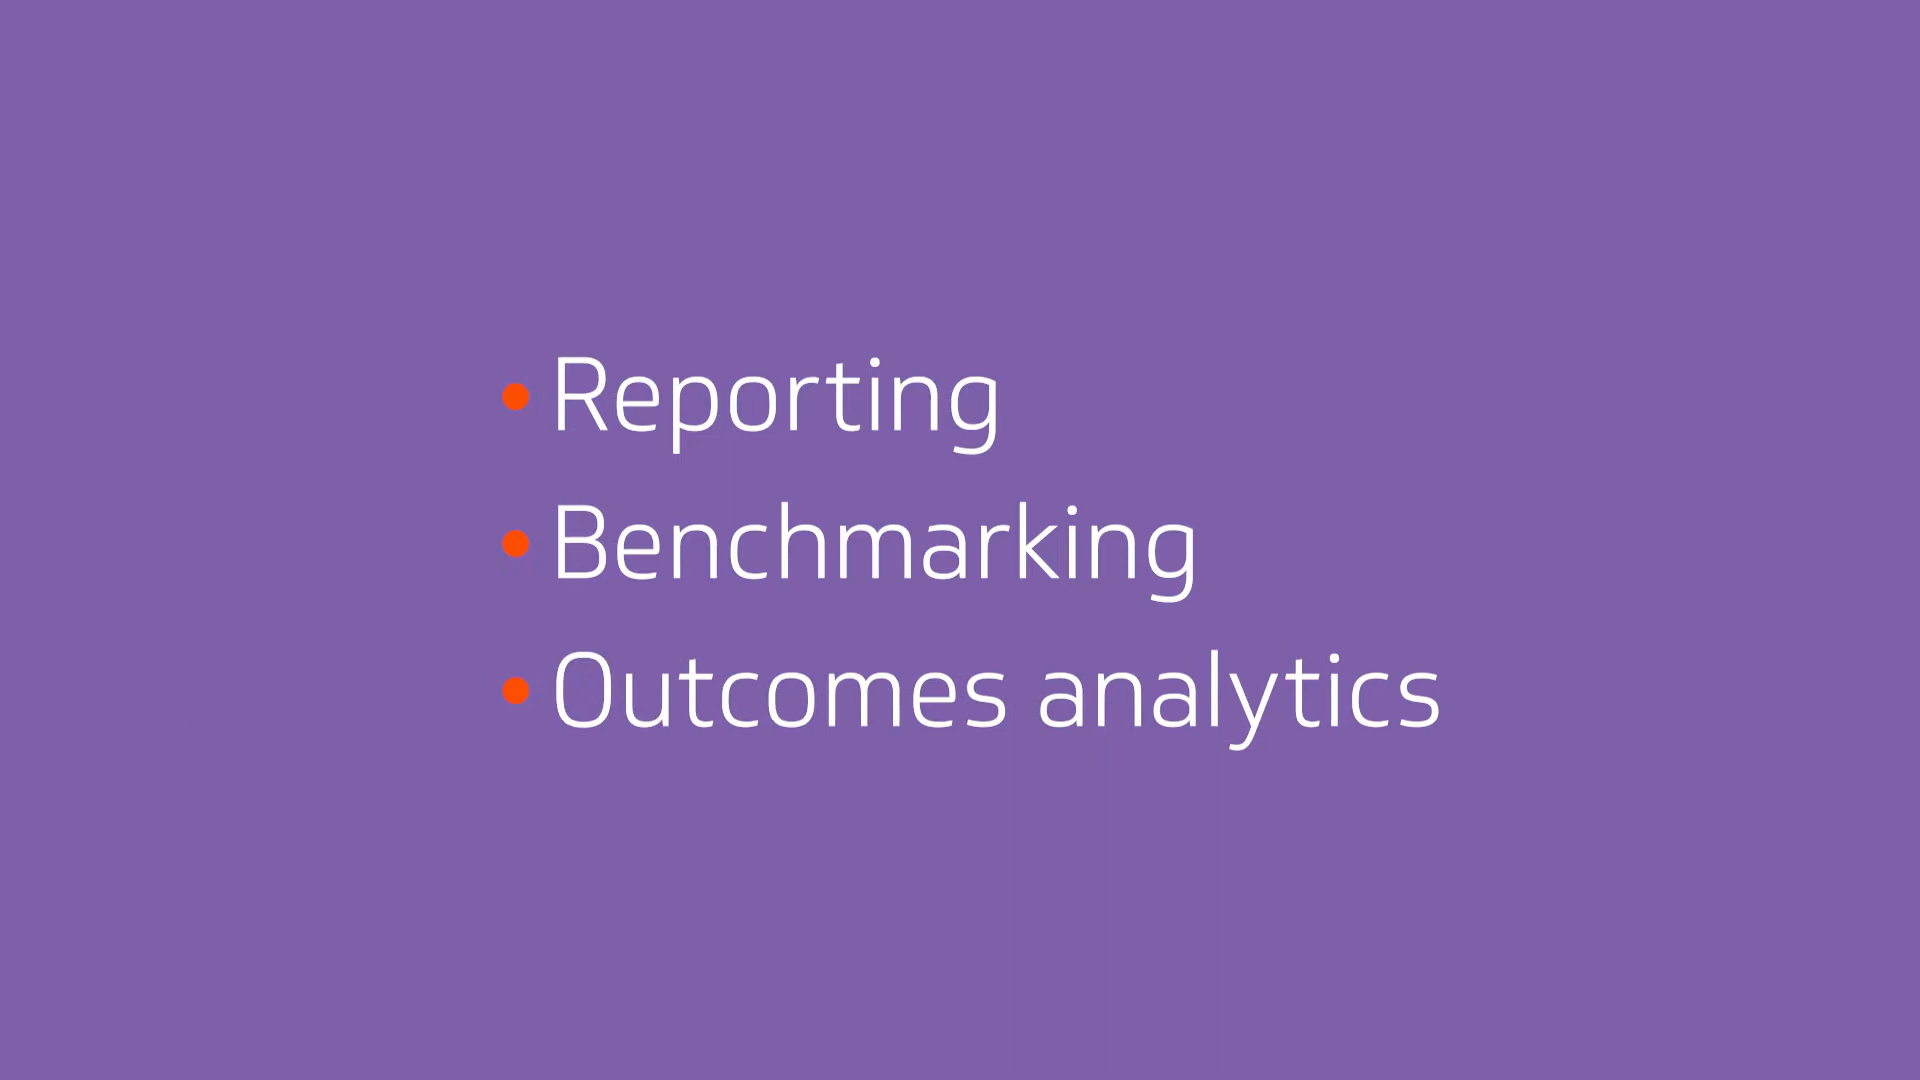 • Reporting
• Benchmarking
• Outcomes analytics